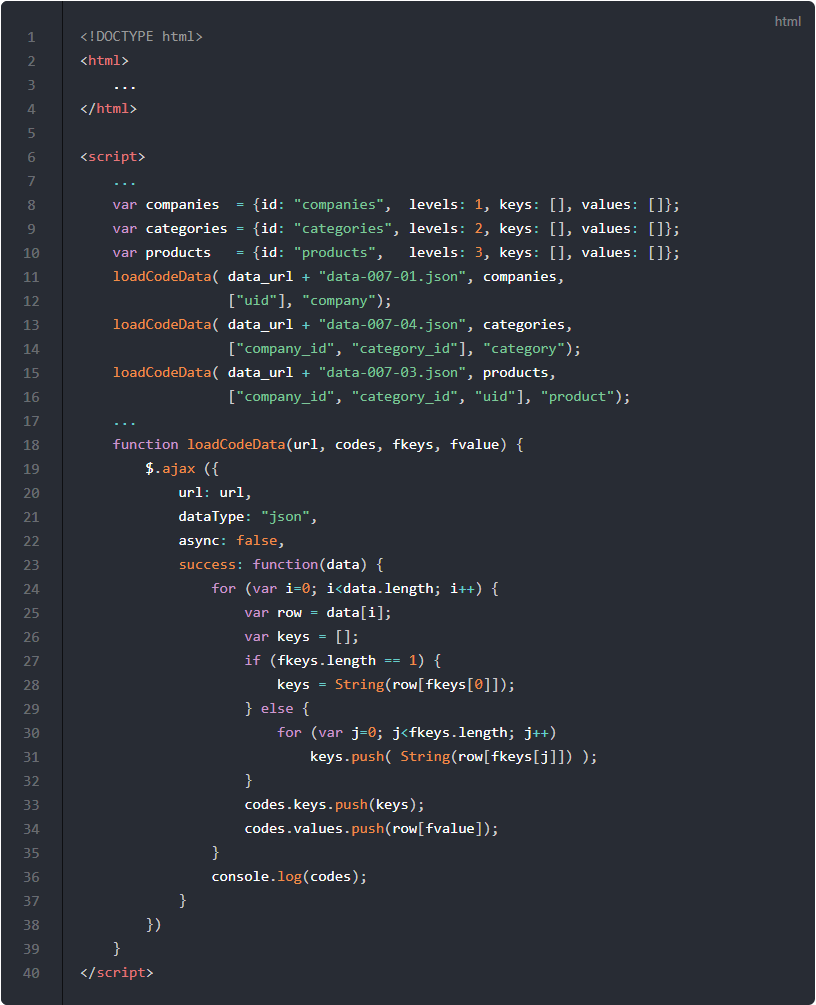 html
1 <!DOCTYPE html>
2 <html>
3     ...
4 </html>
5
6 <script>
7     ...
8     var companies  = {id: "companies",  levels: 1, keys: [], values: []};
9     var categories = {id: "categories", levels: 2, keys: [], values: []};
10     var products   = {id: "products",   levels: 3, keys: [], values: []};
11     loadCodeData( data_url + "data-007-01.json", companies,
12                   ["uid"], "company");
13     loadCodeData( data_url + "data-007-04.json", categories,
14                   ["company_id", "category_id"], "category");
15     loadCodeData( data_url + "data-007-03.json", products,
16                   ["company_id", "category_id", "uid"], "product");
17     ...
18     function loadCodeData(url, codes, fkeys, fvalue) {
19         $.ajax ({
20             url: url,
21             dataType: "json",
22             async: false,
23             success: function(data) {
24                 for (var i=0; i<data.length; i++) {
25                     var row = data[i];
26                     var keys = [];
27                     if (fkeys.length == 1) {
28                         keys = String(row[fkeys[0]]);
29                     } else {
30                         for (var j=0; j<fkeys.length; j++)
31                             keys.push( String(row[fkeys[j]]) );
32                     }
33                     codes.keys.push(keys);
34                     codes.values.push(row[fvalue]);
35                 }
36                 console.log(codes);
37             }
38         })
39     }
40 </script>